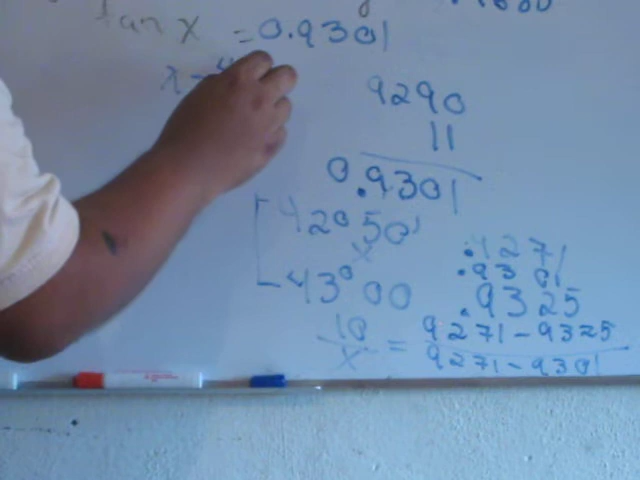 tan x = 0.9301
x = 4
9290
11
0.9301
42° 50'
x
43° 00
.9271
.9301
.9325
10 / x = 9271 - 9325 / 9271 - 9301